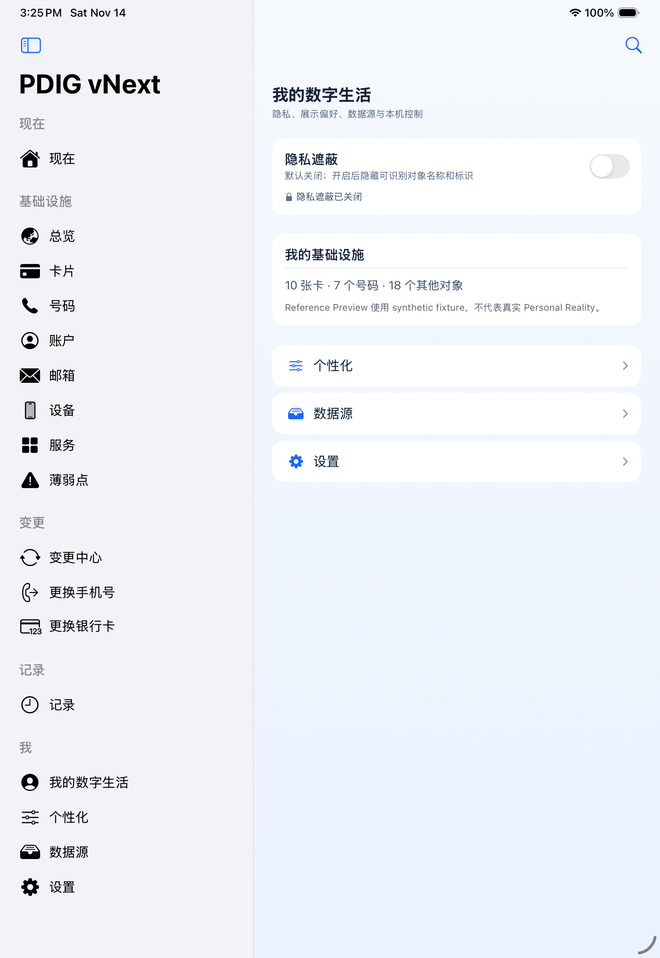 3:25 PM Sat Nov 14
100%
PDIG vNext
现在
现在
基础设施
总览
卡片
号码
账户
邮箱
设备
服务
薄弱点
变更
变更中心
更换手机号
123
更换银行卡
记录
记录
我
我的数字生活
个性化
数据源
设置
我的数字生活
隐私、展示偏好、数据源与本机控制
隐私遮蔽
默认关闭；开启后隐藏可识别对象名称和标识
隐私遮蔽已关闭
我的基础设施
10 张卡 · 7 个号码 · 18 个其他对象
Reference Preview 使用 synthetic fixture，不代表真实 Personal Reality。
个性化
数据源
设置